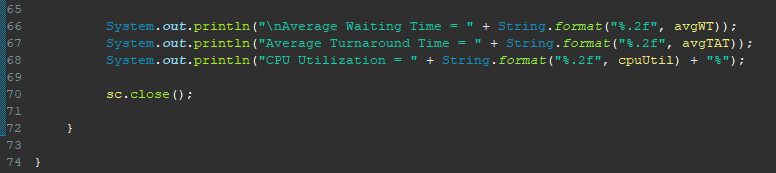 65
66 System.out.println("\nAverage Waiting Time = " + String.format("%.2f", avgWT));
67 System.out.println("Average Turnaround Time = " + String.format("%.2f", avgTAT));
68 System.out.println("CPU Utilization = " + String.format("%.2f", cpuUtil) + "%");
69
70 sc.close();
71
72 }
73
74 }